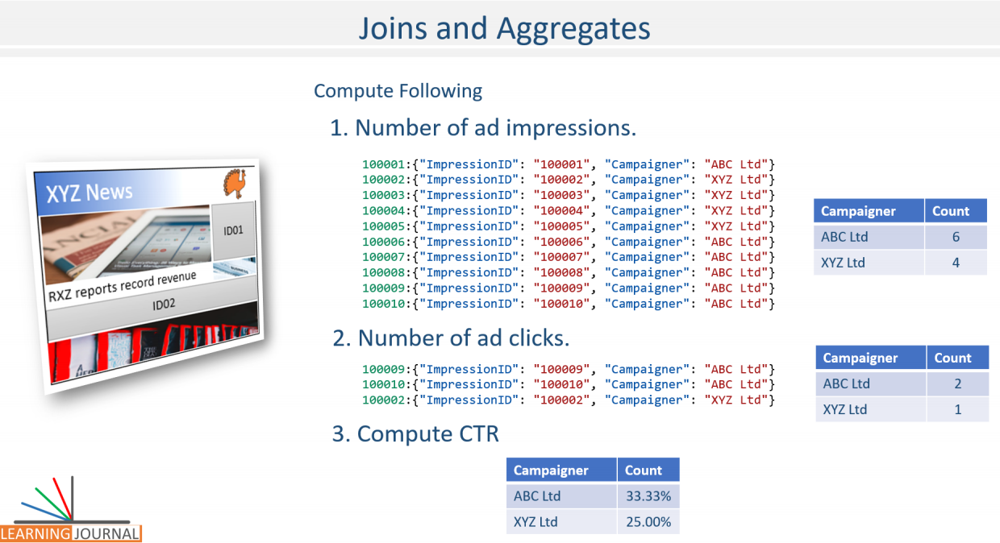 Joins and Aggregates
Compute Following
1. Number of ad impressions.
100001:{"ImpressionID": "100001", "Campaigner": "ABC Ltd"}
100002:{"ImpressionID": "100002", "Campaigner": "XYZ Ltd"}
100003:{"ImpressionID": "100003", "Campaigner": "XYZ Ltd"}
100004:{"ImpressionID": "100004", "Campaigner": "XYZ Ltd"}
100005:{"ImpressionID": "100005", "Campaigner": "XYZ Ltd"}
100006:{"ImpressionID": "100006", "Campaigner": "ABC Ltd"}
100007:{"ImpressionID": "100007", "Campaigner": "ABC Ltd"}
100008:{"ImpressionID": "100008", "Campaigner": "ABC Ltd"}
100009:{"ImpressionID": "100009", "Campaigner": "ABC Ltd"}
100010:{"ImpressionID": "100010", "Campaigner": "ABC Ltd"}
Campaigner Count
ABC Ltd 6
XYZ Ltd 4
2. Number of ad clicks.
100009:{"ImpressionID": "100009", "Campaigner": "ABC Ltd"}
100010:{"ImpressionID": "100010", "Campaigner": "ABC Ltd"}
100002:{"ImpressionID": "100002", "Campaigner": "XYZ Ltd"}
Campaigner Count
ABC Ltd 2
XYZ Ltd 1
3. Compute CTR
Campaigner Count
ABC Ltd 33.33%
XYZ Ltd 25.00%
XYZ News
ID01
RXZ reports record revenue
ID02
LEARNING JOURNAL